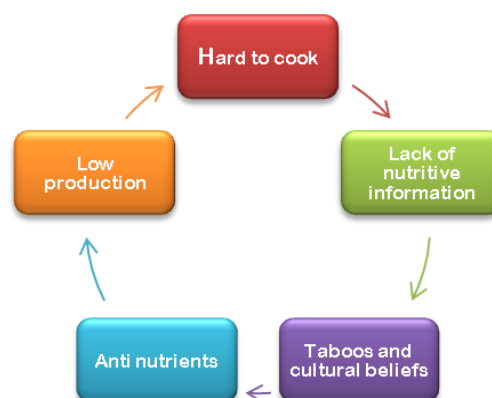 Hard to cook
Lack of
nutritive
information
Taboos and
cultural beliefs
Anti nutrients
Low
production